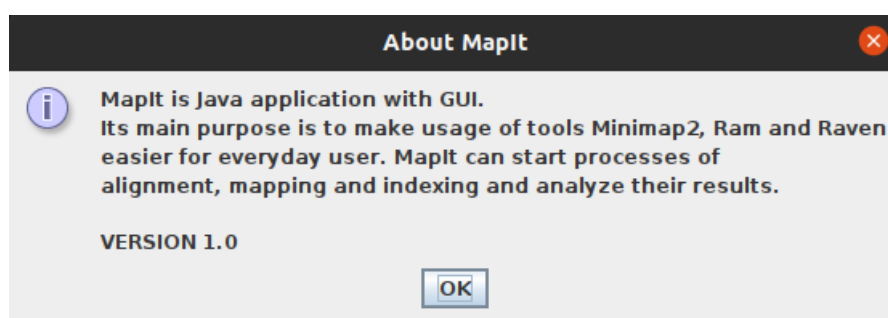 About MapIt
MapIt is Java application with GUI.
Its main purpose is to make usage of tools Minimap2, Ram and Raven
easier for everyday user. MapIt can start processes of
alignment, mapping and indexing and analyze their results.
VERSION 1.0
OK